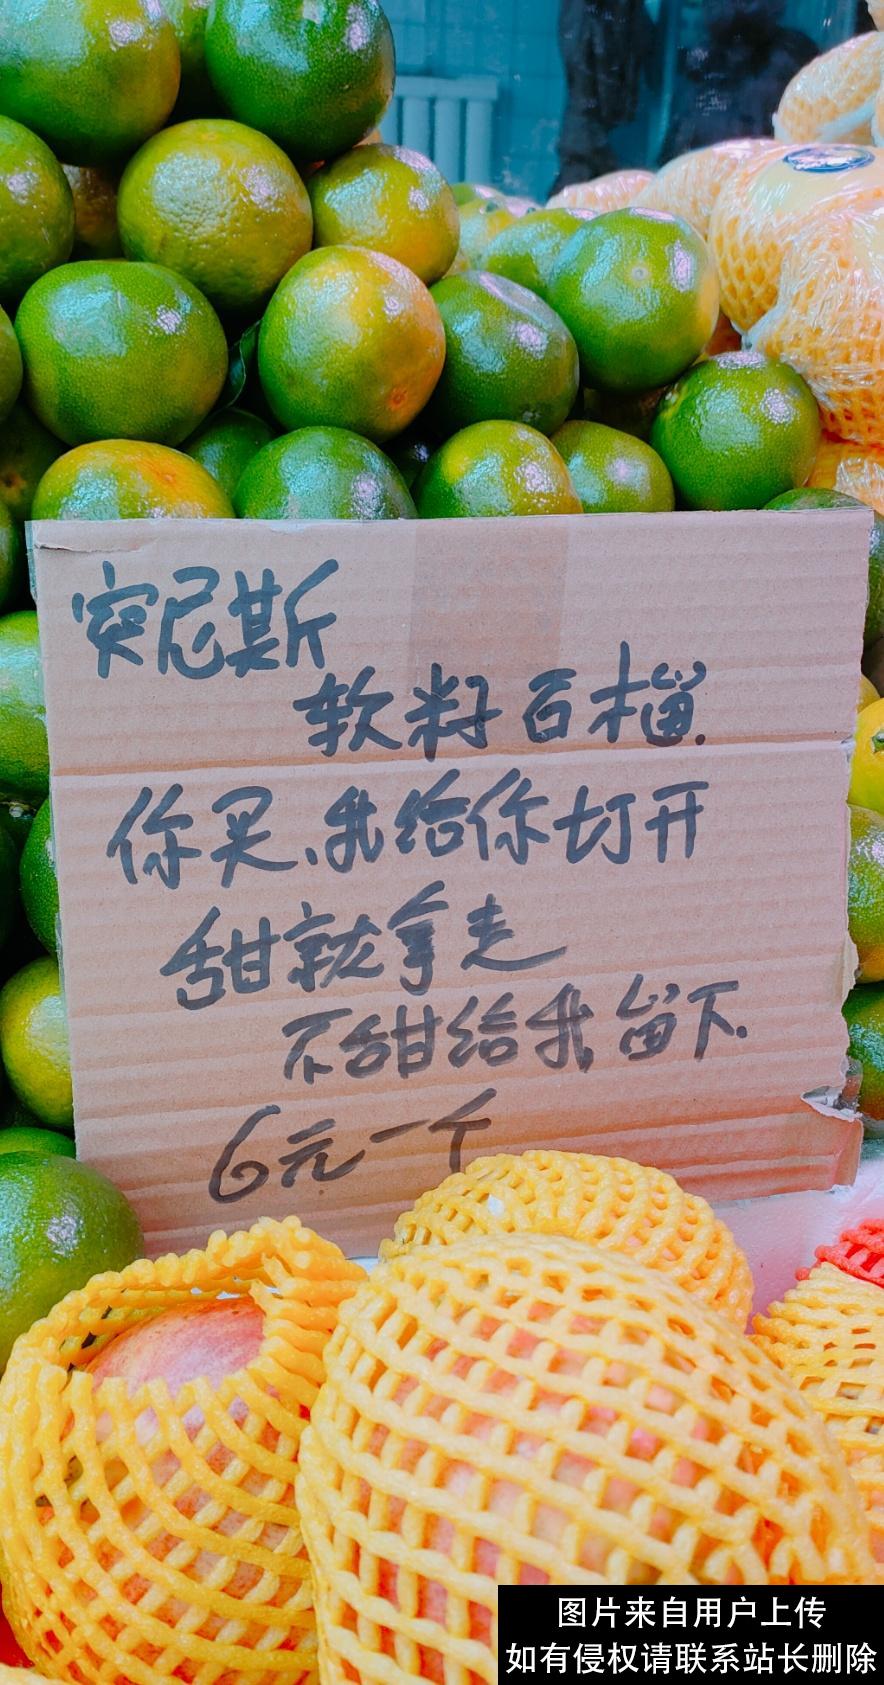 突尼斯
软籽石榴.
你买、我给你切开
甜就拿走
不甜给我留下.
6元一个
图片来自用户上传
如有侵权请联系站长删除